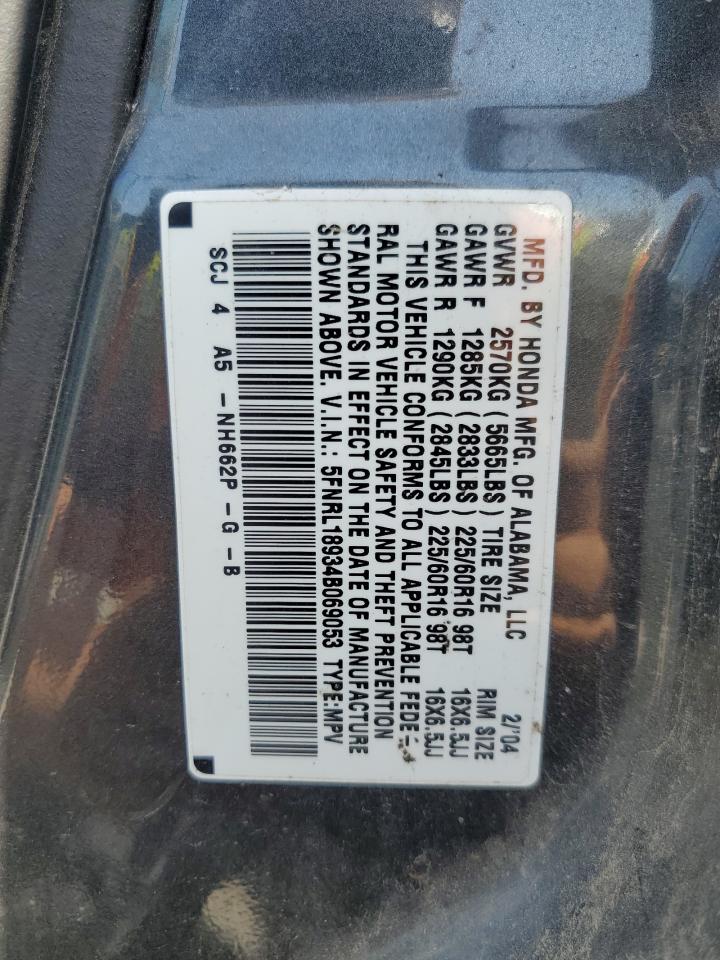 MFD. BY HONDA MFG. OF ALABAMA, LLC 2/'04
GVWR 2570KG (5665LBS) TIRE SIZE RIM SIZE
GAWR F 1285KG (2833LBS) 225/60R16 98T 16X6.5JJ
GAWR R 1290KG (2845LBS) 225/60R16 98T 16X6.5JJ
THIS VEHICLE CONFORMS TO ALL APPLICABLE FEDE-
RAL MOTOR VEHICLE SAFETY AND THEFT PREVENTION
STANDARDS IN EFFECT ON THE DATE OF MANUFACTURE
SHOWN ABOVE. V.I.N.: 5FNRL18934B069053 TYPE:MPV
SCJ 4 A5 -NH662P -G -B